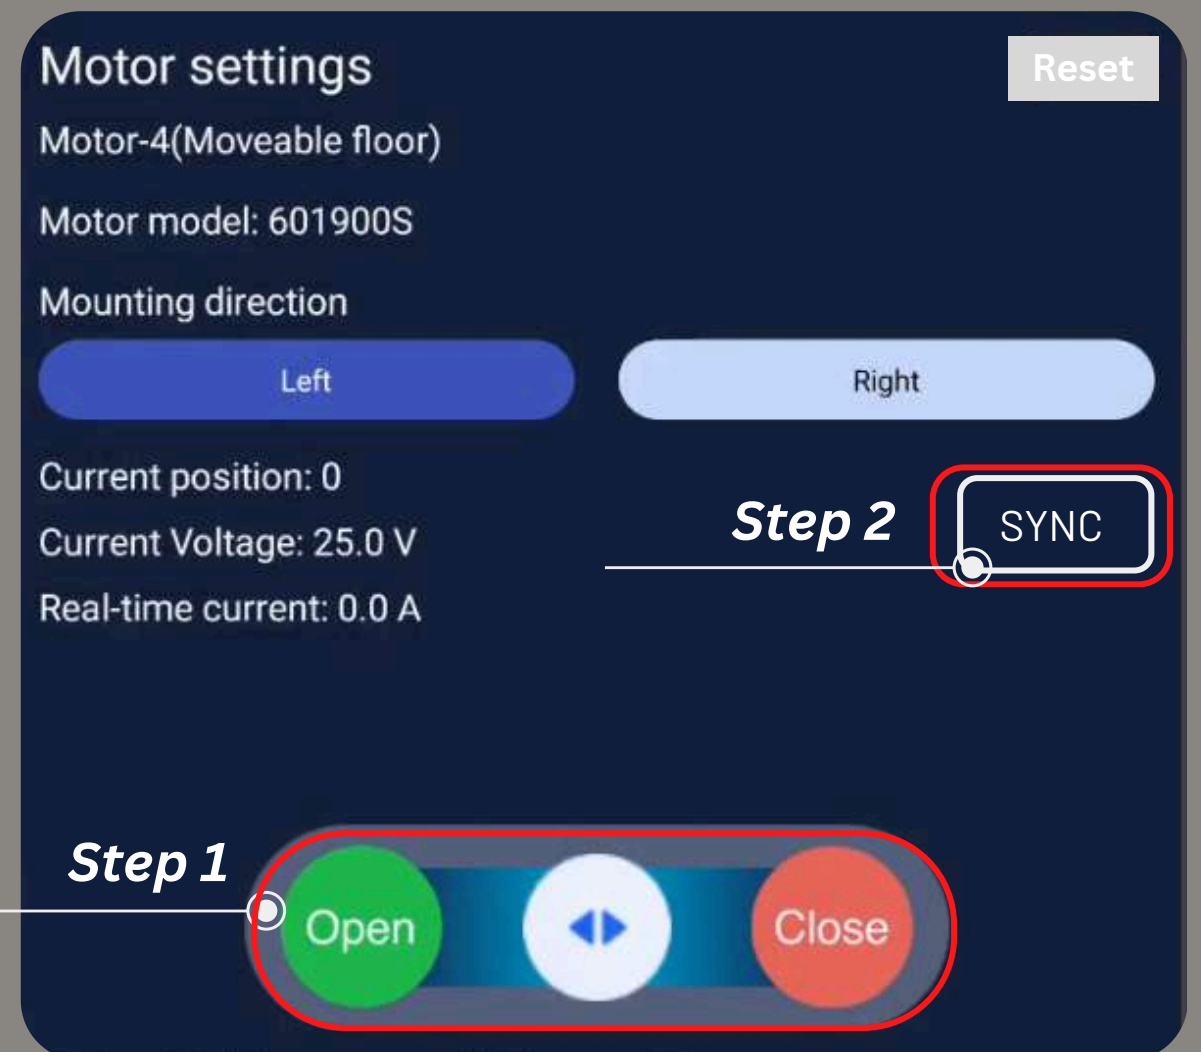 Motor settings
Reset
Motor-4(Moveable floor)
Motor model: 601900S
Mounting direction
Left
Right
Current position: 0
Current Voltage: 25.0 V
Real-time current: 0.0 A
Step 2
SYNC
Step 1
Open
Close